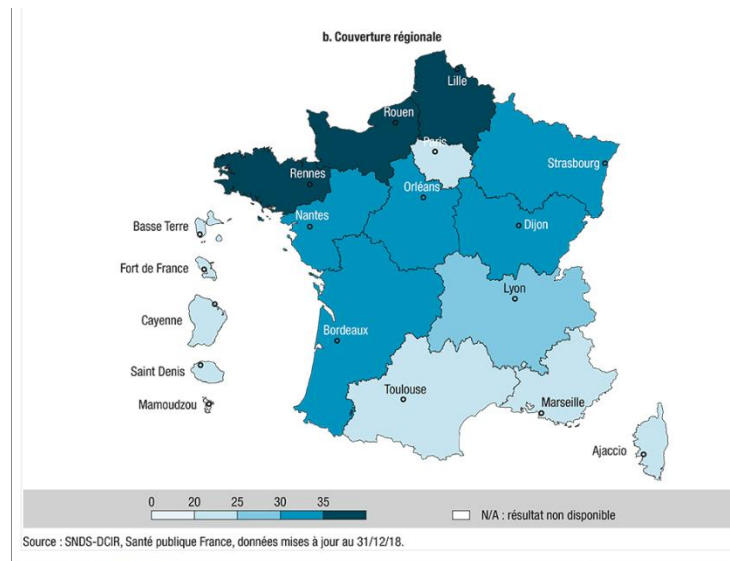 b. Couverture régionale
Lille
Rouen
Paris
Strasbourg
Rennes
Orléans
Nantes
Dijon
Basse Terre
Fort de France
Lyon
Cayenne
Bordeaux
Saint Denis
Toulouse
Mamoudzou
Marseille
Ajaccio
0 20 25 30 35
N/A : résultat non disponible
Source : SNDS-DCIR, Santé publique France, données mises à jour au 31/12/18.